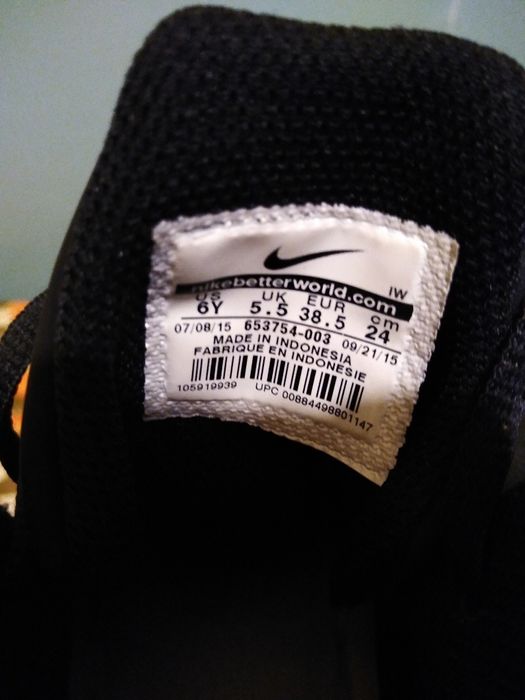 nikebetterworld.com
IW
US UK EUR cm
6Y 5.5 38.5 24
07/08/15 653754-003 09/21/15
MADE IN INDONESIA
FABRIQUE EN INDONESIE
105919939 UPC 00884498801147